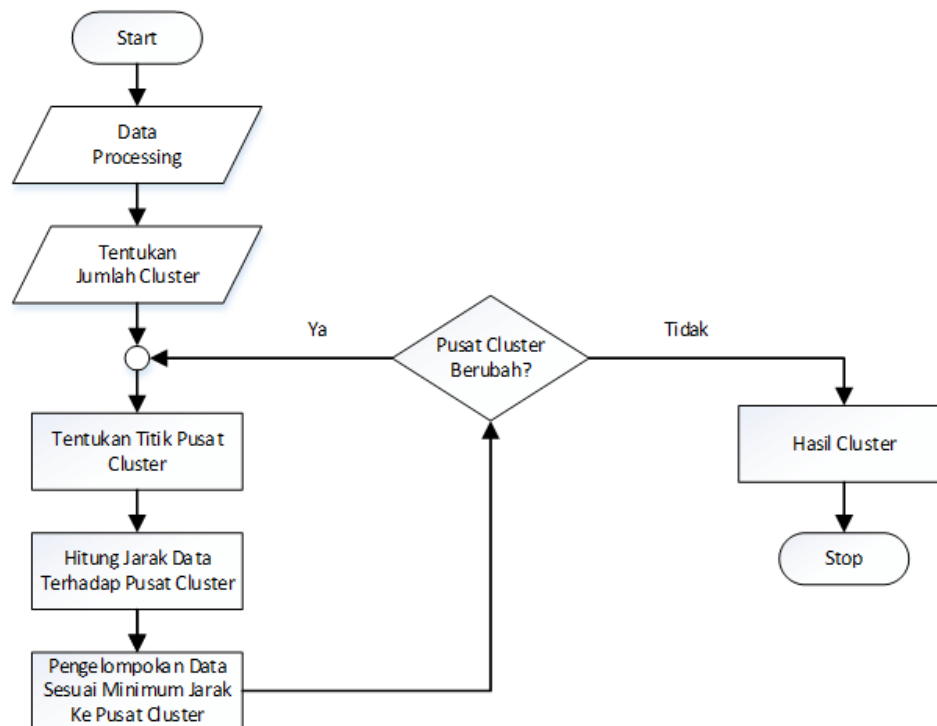 Start
Data
Processing
Tentukan
Jumlah Cluster
Ya
Pusat Cluster
Berubah?
Tidak
Tentukan Titik Pusat
Cluster
Hasil Cluster
Hitung Jarak Data
Terhadap Pusat Cluster
Stop
Pengelompokan Data
Sesuai Minimum Jarak
Ke Pusat Cluster